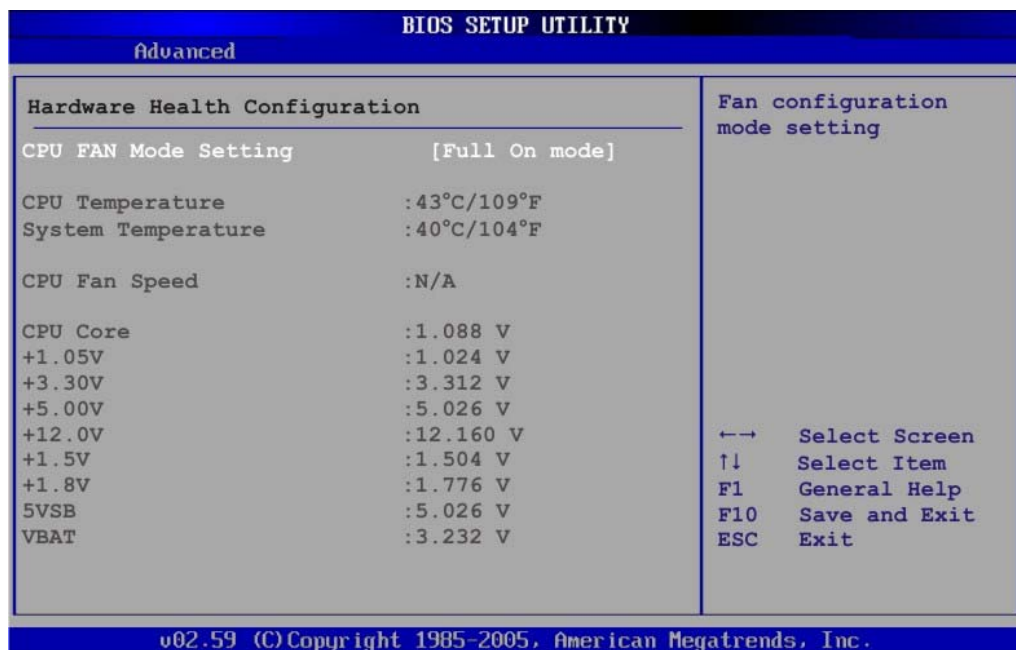 BIOS SETUP UTILITY
Advanced
Hardware Health Configuration
CPU FAN Mode Setting [Full On mode]
CPU Temperature :43°C/109°F
System Temperature :40°C/104°F
CPU Fan Speed :N/A
CPU Core :1.088 V
+1.05V :1.024 V
+3.30V :3.312 V
+5.00V :5.026 V
+12.0V :12.160 V
+1.5V :1.504 V
+1.8V :1.776 V
5VSB :5.026 V
VBAT :3.232 V
Fan configuration
mode setting
←→ Select Screen
↑↓ Select Item
F1 General Help
F10 Save and Exit
ESC Exit
v02.59 (C)Copyright 1985-2005, American Megatrends, Inc.